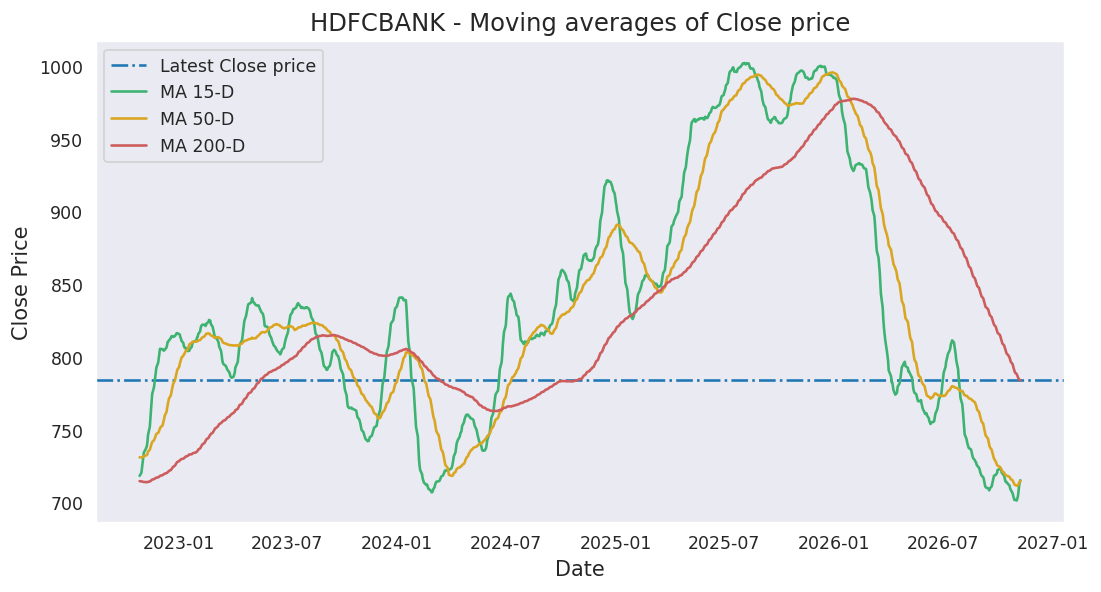 HDFCBANK - Moving averages of Close price
Latest Close price
MA 15-D
MA 50-D
MA 200-D
Close Price
1000
950
900
850
800
750
700
2023-01 2023-07 2024-01 2024-07 2025-01 2025-07 2026-01 2026-07 2027-01
Date